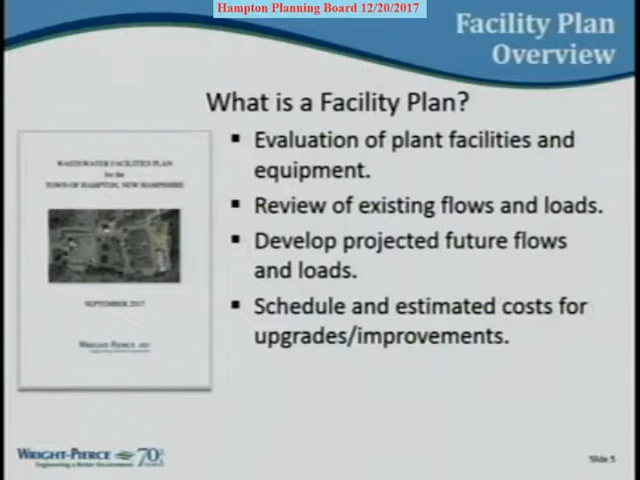 Hampton Planning Board 12/20/2017
Facility Plan
Overview
What is a Facility Plan?
▪ Evaluation of plant facilities and
equipment.
▪ Review of existing flows and loads.
▪ Develop projected future flows
and loads.
▪ Schedule and estimated costs for
upgrades/improvements.
WASTEWATER FACILITIES PLAN
for the
TOWN OF HAMPTON, NEW HAMPSHIRE
SEPTEMBER 2017
WRIGHT-PIERCE
WRIGHT-PIERCE 70
Engineering a Better Environment
Slide 5